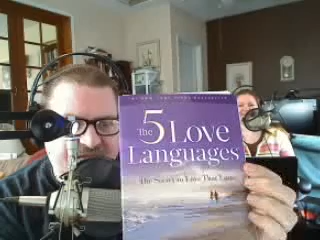 The
5 Love
Languages
The Secret to Love That Lasts